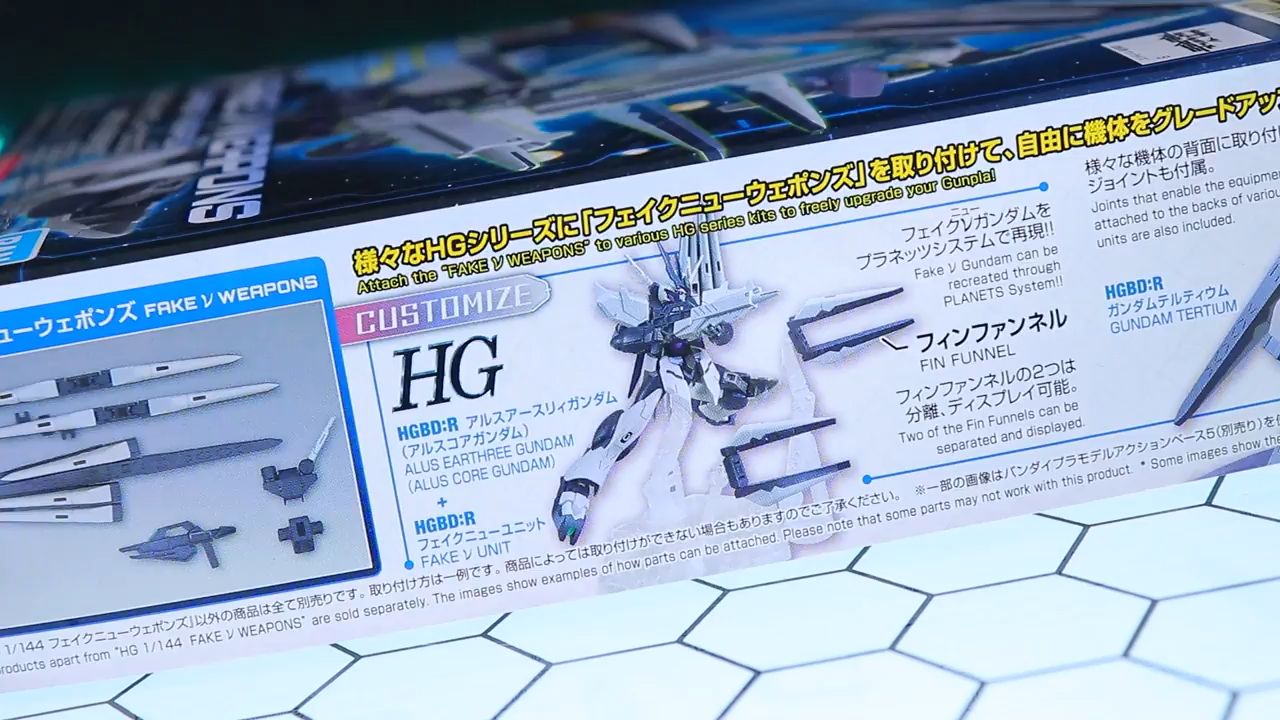 WEAPONS
様々なHGシリーズに「フェイクニューウェポンズ」を取り付けて、自由に機体をグレードアッ
Attach the "FAKE ν WEAPONS" to various HG series kits to freely upgrade your Gunpla!
ューウェポンズ FAKE ν WEAPONS
CUSTOMIZE
HG
HGBD:R アルスアースリィガンダム
(アルスコアガンダム)
ALUS EARTHREE GUNDAM
(ALUS CORE GUNDAM)
+
HGBD:R
フェイクニューユニット
FAKE ν UNIT
ニュー
フェイクνガンダムを
プラネッツシステムで再現!!
Fake ν Gundam can be
recreated through
PLANETS System!!
フィンファンネル
FIN FUNNEL
フィンファンネルの2つは
分離、ディスプレイ可能。
Two of the Fin Funnels can be
separated and displayed.
様々な機体の背面に取り付け
ジョイントも付属。
Joints that enable the equipme
attached to the backs of variou
units are also included.
HGBD:R
ガンダムテルティウム
GUNDAM TERTIUM
1/144 フェイクニューウェポンズ」以外の商品は全て別売りです。取り付け方は一例です。商品によっては取り付けができない場合もありますのでご了承ください。 ※一部の画像はバンダイプラモデルアクションベース5(別売り)を
roducts apart from "HG 1/144 FAKE ν WEAPONS" are sold separately. The images show examples of how parts can be attached. Please note that some parts may not work with this product. * Some images show the